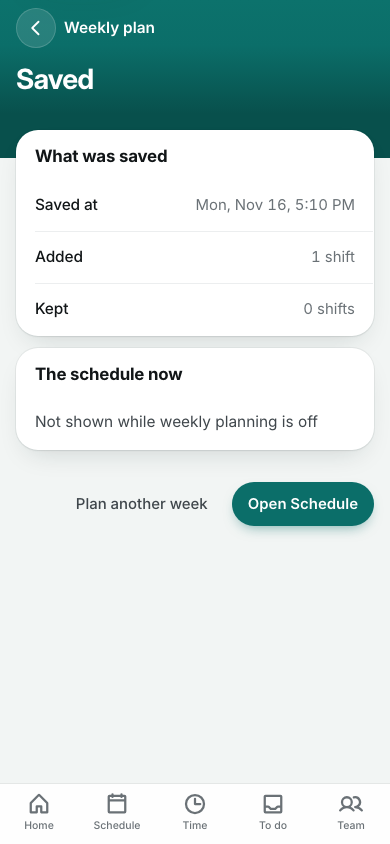 Weekly plan
Saved
What was saved
Saved at Mon, Nov 16, 5:10 PM
Added 1 shift
Kept 0 shifts
The schedule now
Not shown while weekly planning is off
Plan another week Open Schedule
Home Schedule Time To do Team